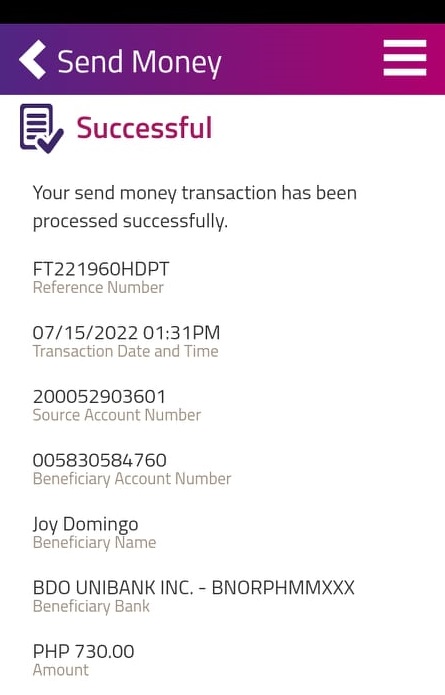 Send Money
Successful
Your send money transaction has been
processed successfully.
FT221960HDPT
Reference Number
07/15/2022 01:31PM
Transaction Date and Time
200052903601
Source Account Number
005830584760
Beneficiary Account Number
Joy Domingo
Beneficiary Name
BDO UNIBANK INC. - BNORPHMMXXX
Beneficiary Bank
PHP 730.00
Amount